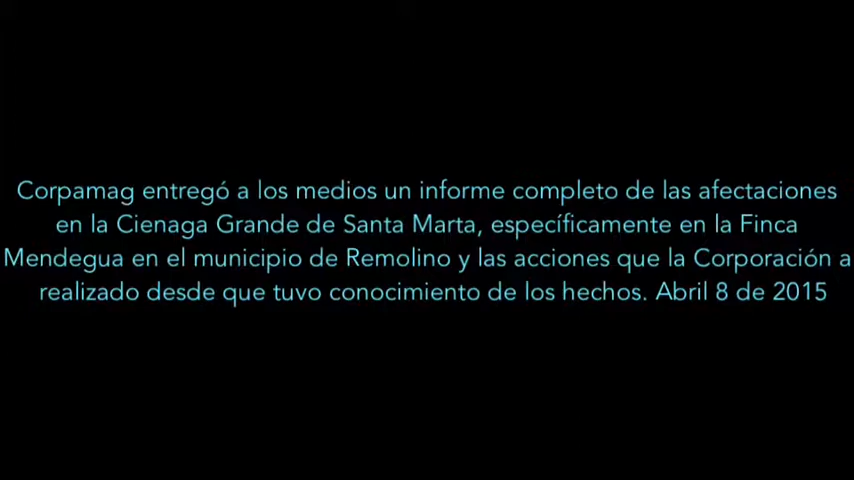 Corpamag entregó a los medios un informe completo de las afectaciones
en la Cienaga Grande de Santa Marta, específicamente en la Finca
Mendegua en el municipio de Remolino y las acciones que la Corporación a
realizado desde que tuvo conocimiento de los hechos. Abril 8 de 2015